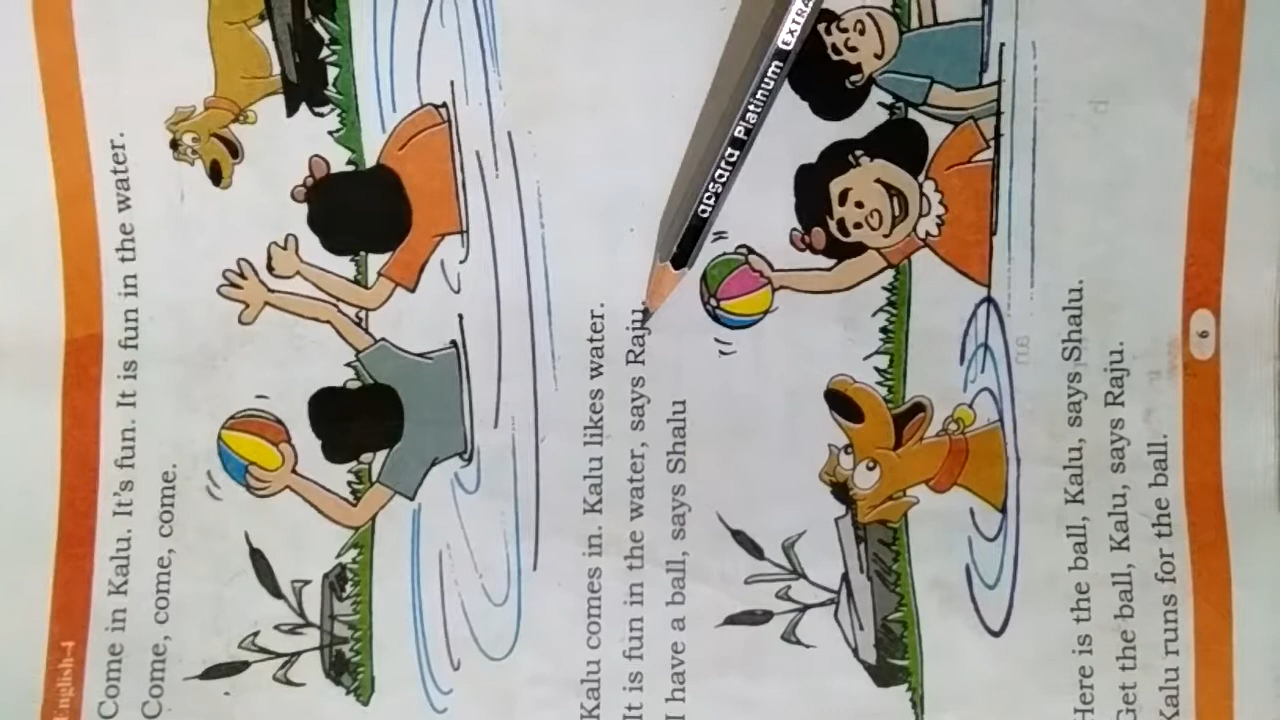 English-4
Come in Kalu. It's fun. It is fun in the water.
Come, come, come.
Kalu comes in. Kalu likes water.
It is fun in the water, says Raju.
I have a ball, says Shalu
apsara Platinum EXTRA
Here is the ball, Kalu, says Shalu.
Get the ball, Kalu, says Raju.
Kalu runs for the ball.
6